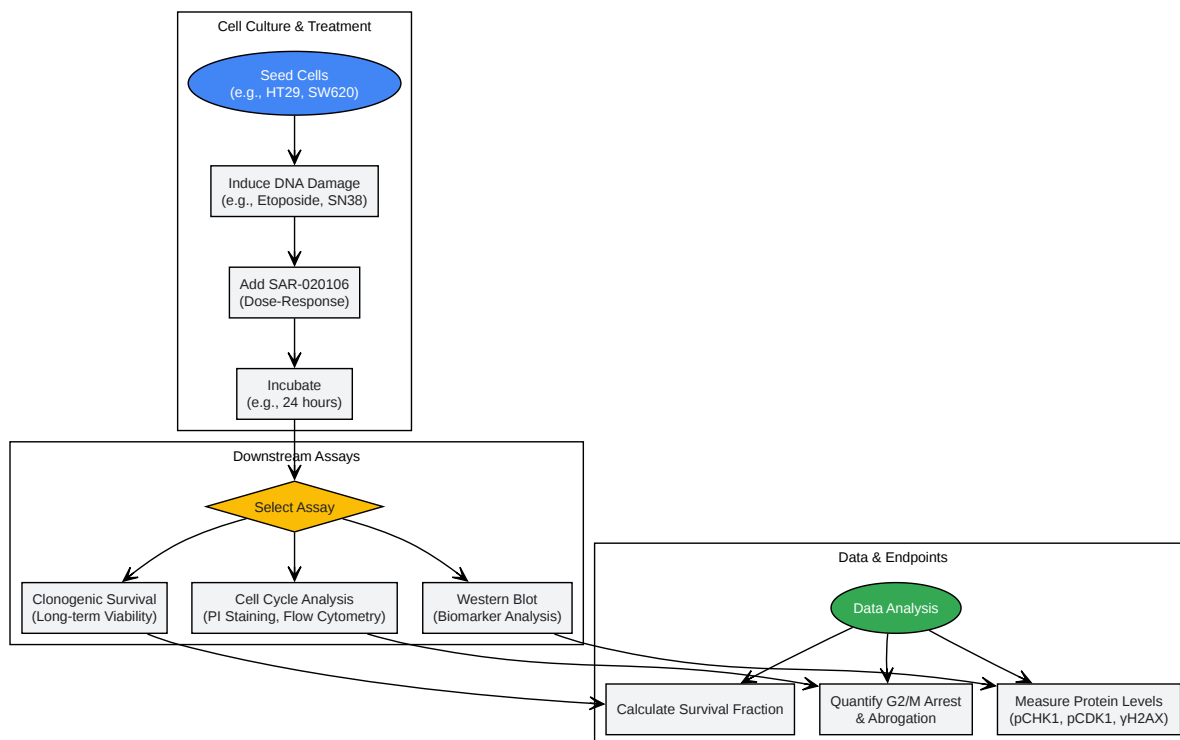 Cell Culture & Treatment
Seed Cells
(e.g., HT29, SW620)
Induce DNA Damage
(e.g., Etoposide, SN38)
Add SAR-020106
(Dose-Response)
Incubate
(e.g., 24 hours)
Downstream Assays
Select Assay
Clonogenic Survival
(Long-term Viability)
Cell Cycle Analysis
(PI Staining, Flow Cytometry)
Western Blot
(Biomarker Analysis)
Data & Endpoints
Data Analysis
Calculate Survival Fraction
Quantify G2/M Arrest
& Abrogation
Measure Protein Levels
(pCHK1, pCDK1, γH2AX)